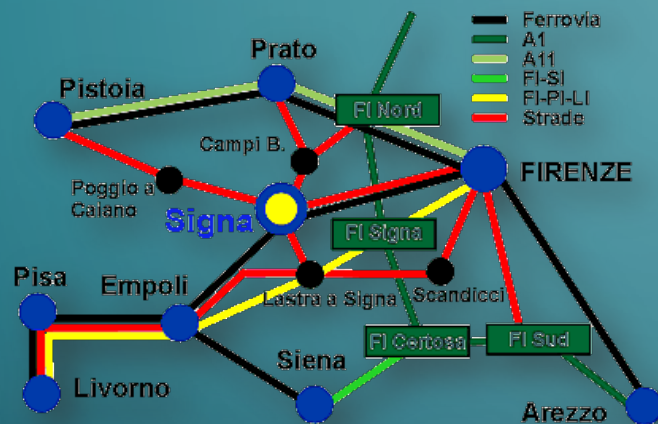 Ferrovia
A1
A11
FI-SI
FI-PI-LI
Strade
Prato
Pistoia
FI Nord
Campi B.
FIRENZE
Poggio a
Caiano
Signa
FI Signa
Pisa
Empoli
Lastra a Signa
Scandicci
Siena
FI Certosa
FI Sud
Livorno
Arezzo